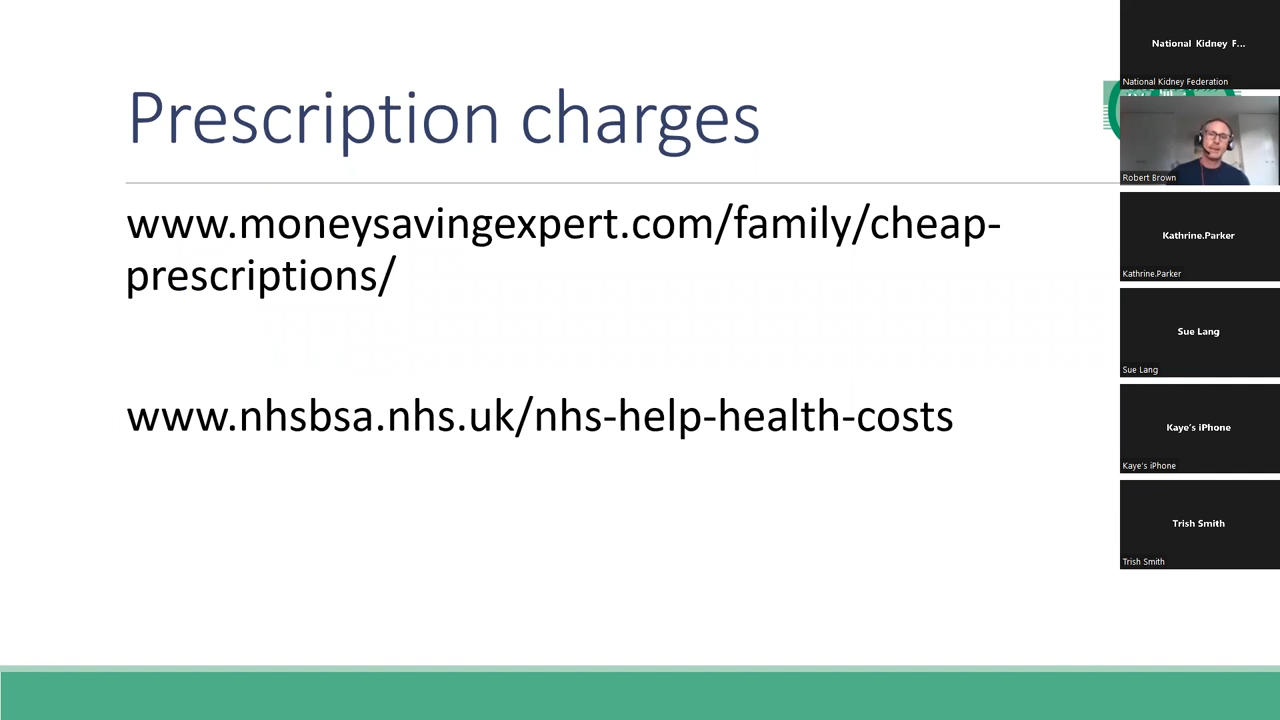 Prescription charges
www.moneysavingexpert.com/family/cheap-
prescriptions/
www.nhsbsa.nhs.uk/nhs-help-health-costs
National Kidney F...
National Kidney Federation
Robert Brown
Kathrine.Parker
Kathrine.Parker
Sue Lang
Sue Lang
Kaye's iPhone
Kaye's iPhone
Trish Smith
Trish Smith